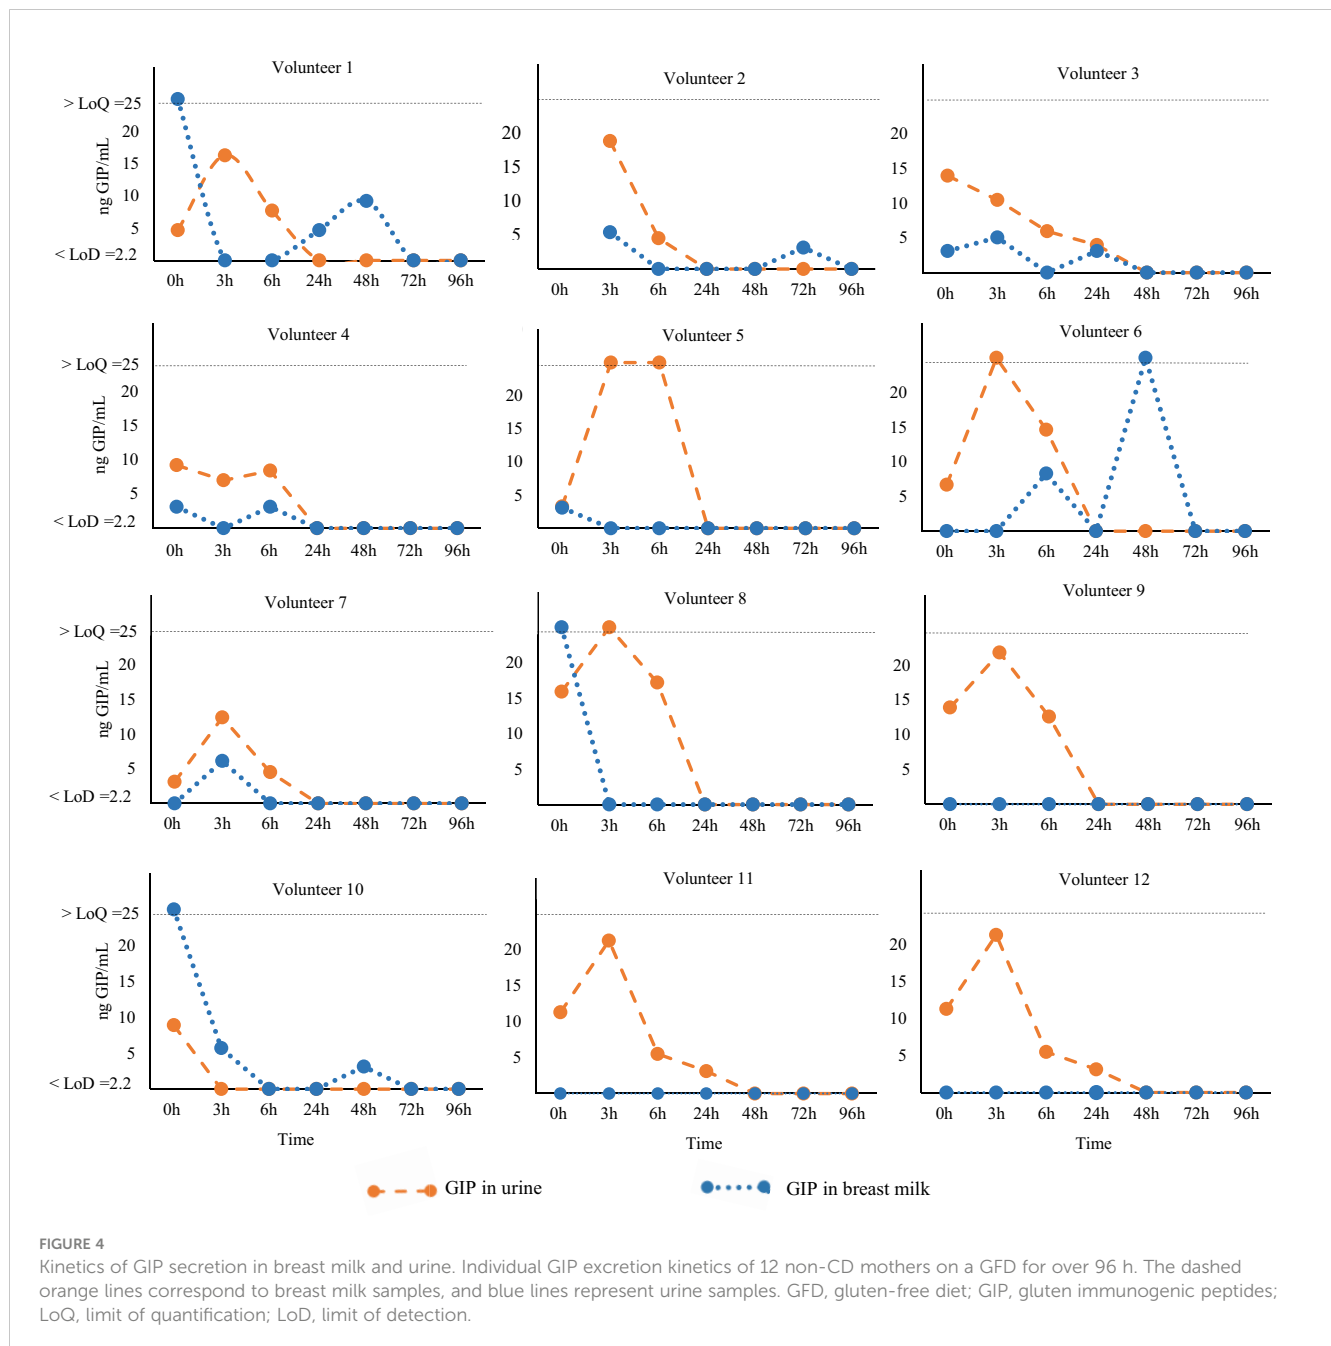 Volunteer 1
> LoQ =25
20
15
10
5
< LoD =2.2
ng GIP/mL
0h 3h 6h 24h 48h 72h 96h
Volunteer 2
20
15
10
5
0h 3h 6h 24h 48h 72h 96h
Volunteer 3
20
15
10
5
0h 3h 6h 24h 48h 72h 96h
Volunteer 4
> LoQ =25
20
15
10
5
< LoD =2.2
ng GIP/mL
0h 3h 6h 24h 48h 72h 96h
Volunteer 5
20
15
10
5
0h 3h 6h 24h 48h 72h 96h
Volunteer 6
20
15
10
5
0h 3h 6h 24h 48h 72h 96h
Volunteer 7
> LoQ =25
20
15
10
5
< LoD =2.2
ng GIP/mL
0h 3h 6h 24h 48h 72h 96h
Volunteer 8
20
15
10
5
0h 3h 6h 24h 48h 72h 96h
Volunteer 9
20
15
10
5
0h 3h 6h 24h 48h 72h 96h
Volunteer 10
> LoQ =25
20
15
10
5
< LoD =2.2
ng GIP/mL
0h 3h 6h 24h 48h 72h 96h
Time
Volunteer 11
20
15
10
5
0h 3h 6h 24h 48h 72h 96h
Time
Volunteer 12
20
15
10
5
0h 3h 6h 24h 48h 72h 96h
Time
GIP in urine
GIP in breast milk
FIGURE 4
Kinetics of GIP secretion in breast milk and urine. Individual GIP excretion kinetics of 12 non-CD mothers on a GFD for over 96 h. The dashed
orange lines correspond to breast milk samples, and blue lines represent urine samples. GFD, gluten-free diet; GIP, gluten immunogenic peptides;
LoQ, limit of quantification; LoD, limit of detection.